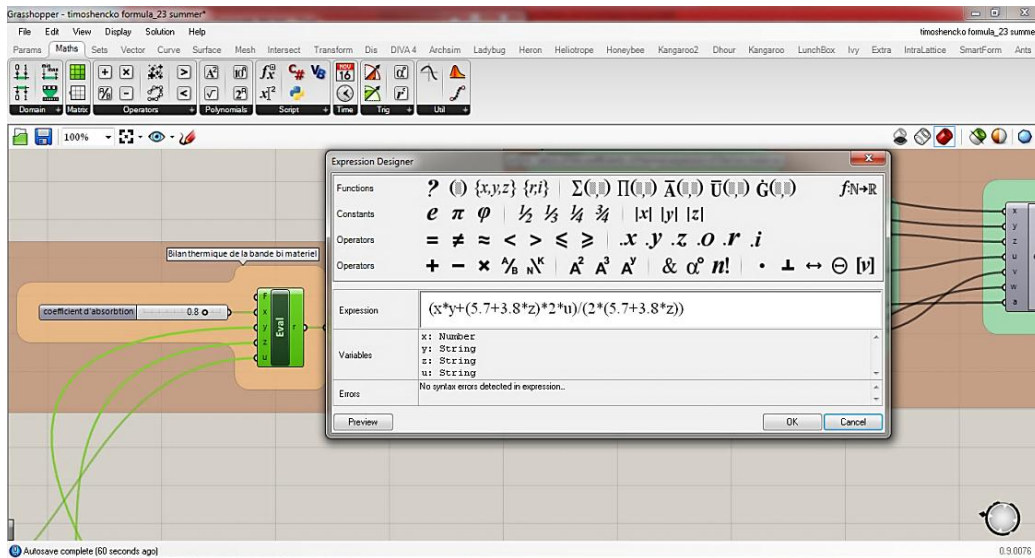 Grasshopper - timoshencko formula_23 summer*
File Edit View Display Solution Help
timoshencko formula_23 summe
Params Maths Sets Vector Curve Surface Mesh Intersect Transform Dis DIVA4 Archsim Ladybug Heron Heliotrope Honeybee Kangaroo2 Dhour Kangaroo LunchBox Ivy Extra IntraLattice SmartForm Ants
Domain Matrix Operators Polynomials Script Time Trig Util
100%
Expression Designer
Functions
Constants
Operators
Operators
Expression (x*y+(5.7+3.8*z)*2*u)/(2*(5.7+3.8*z))
Variables
x: Number
y: String
z: String
u: String
Errors No syntax errors detected in expression..
Preview OK Cancel
Bilan thermique de la bande bi materiel
coefficient d'absorbtion 0.8
F
x
y
z
u
Eval
r
x
y
z
u
v
w
a
Autosave complete (60 seconds ago)
0.9.0076